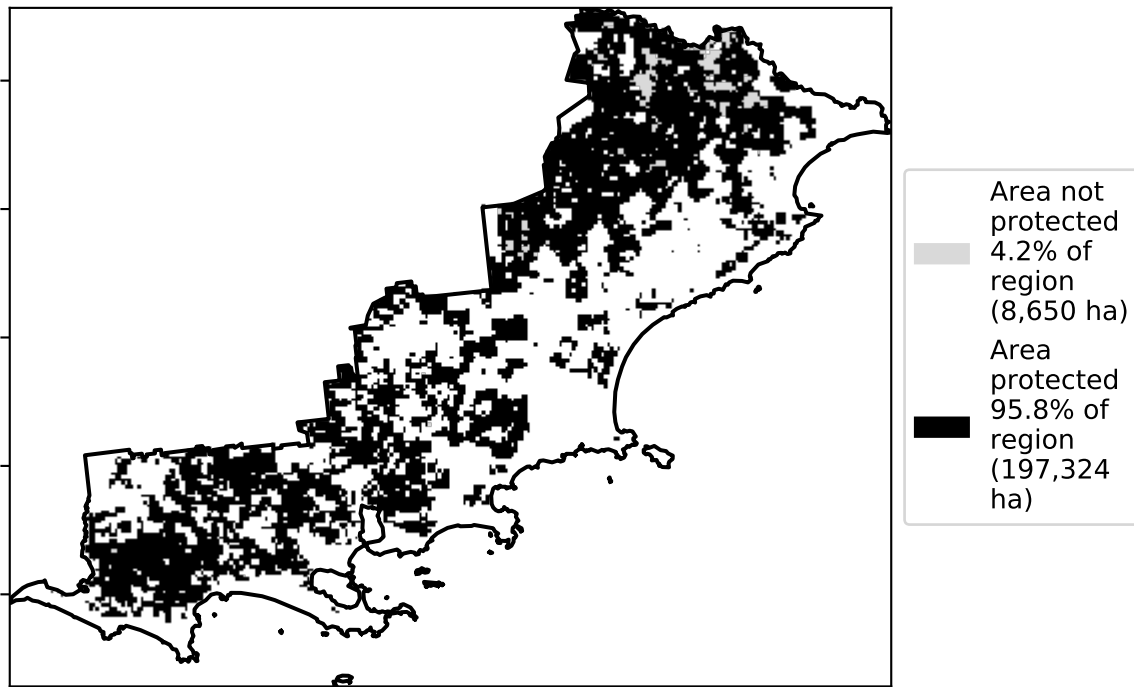 Area not
protected
4.2% of
region
(8,650 ha)
Area
protected
95.8% of
region
(197,324
ha)